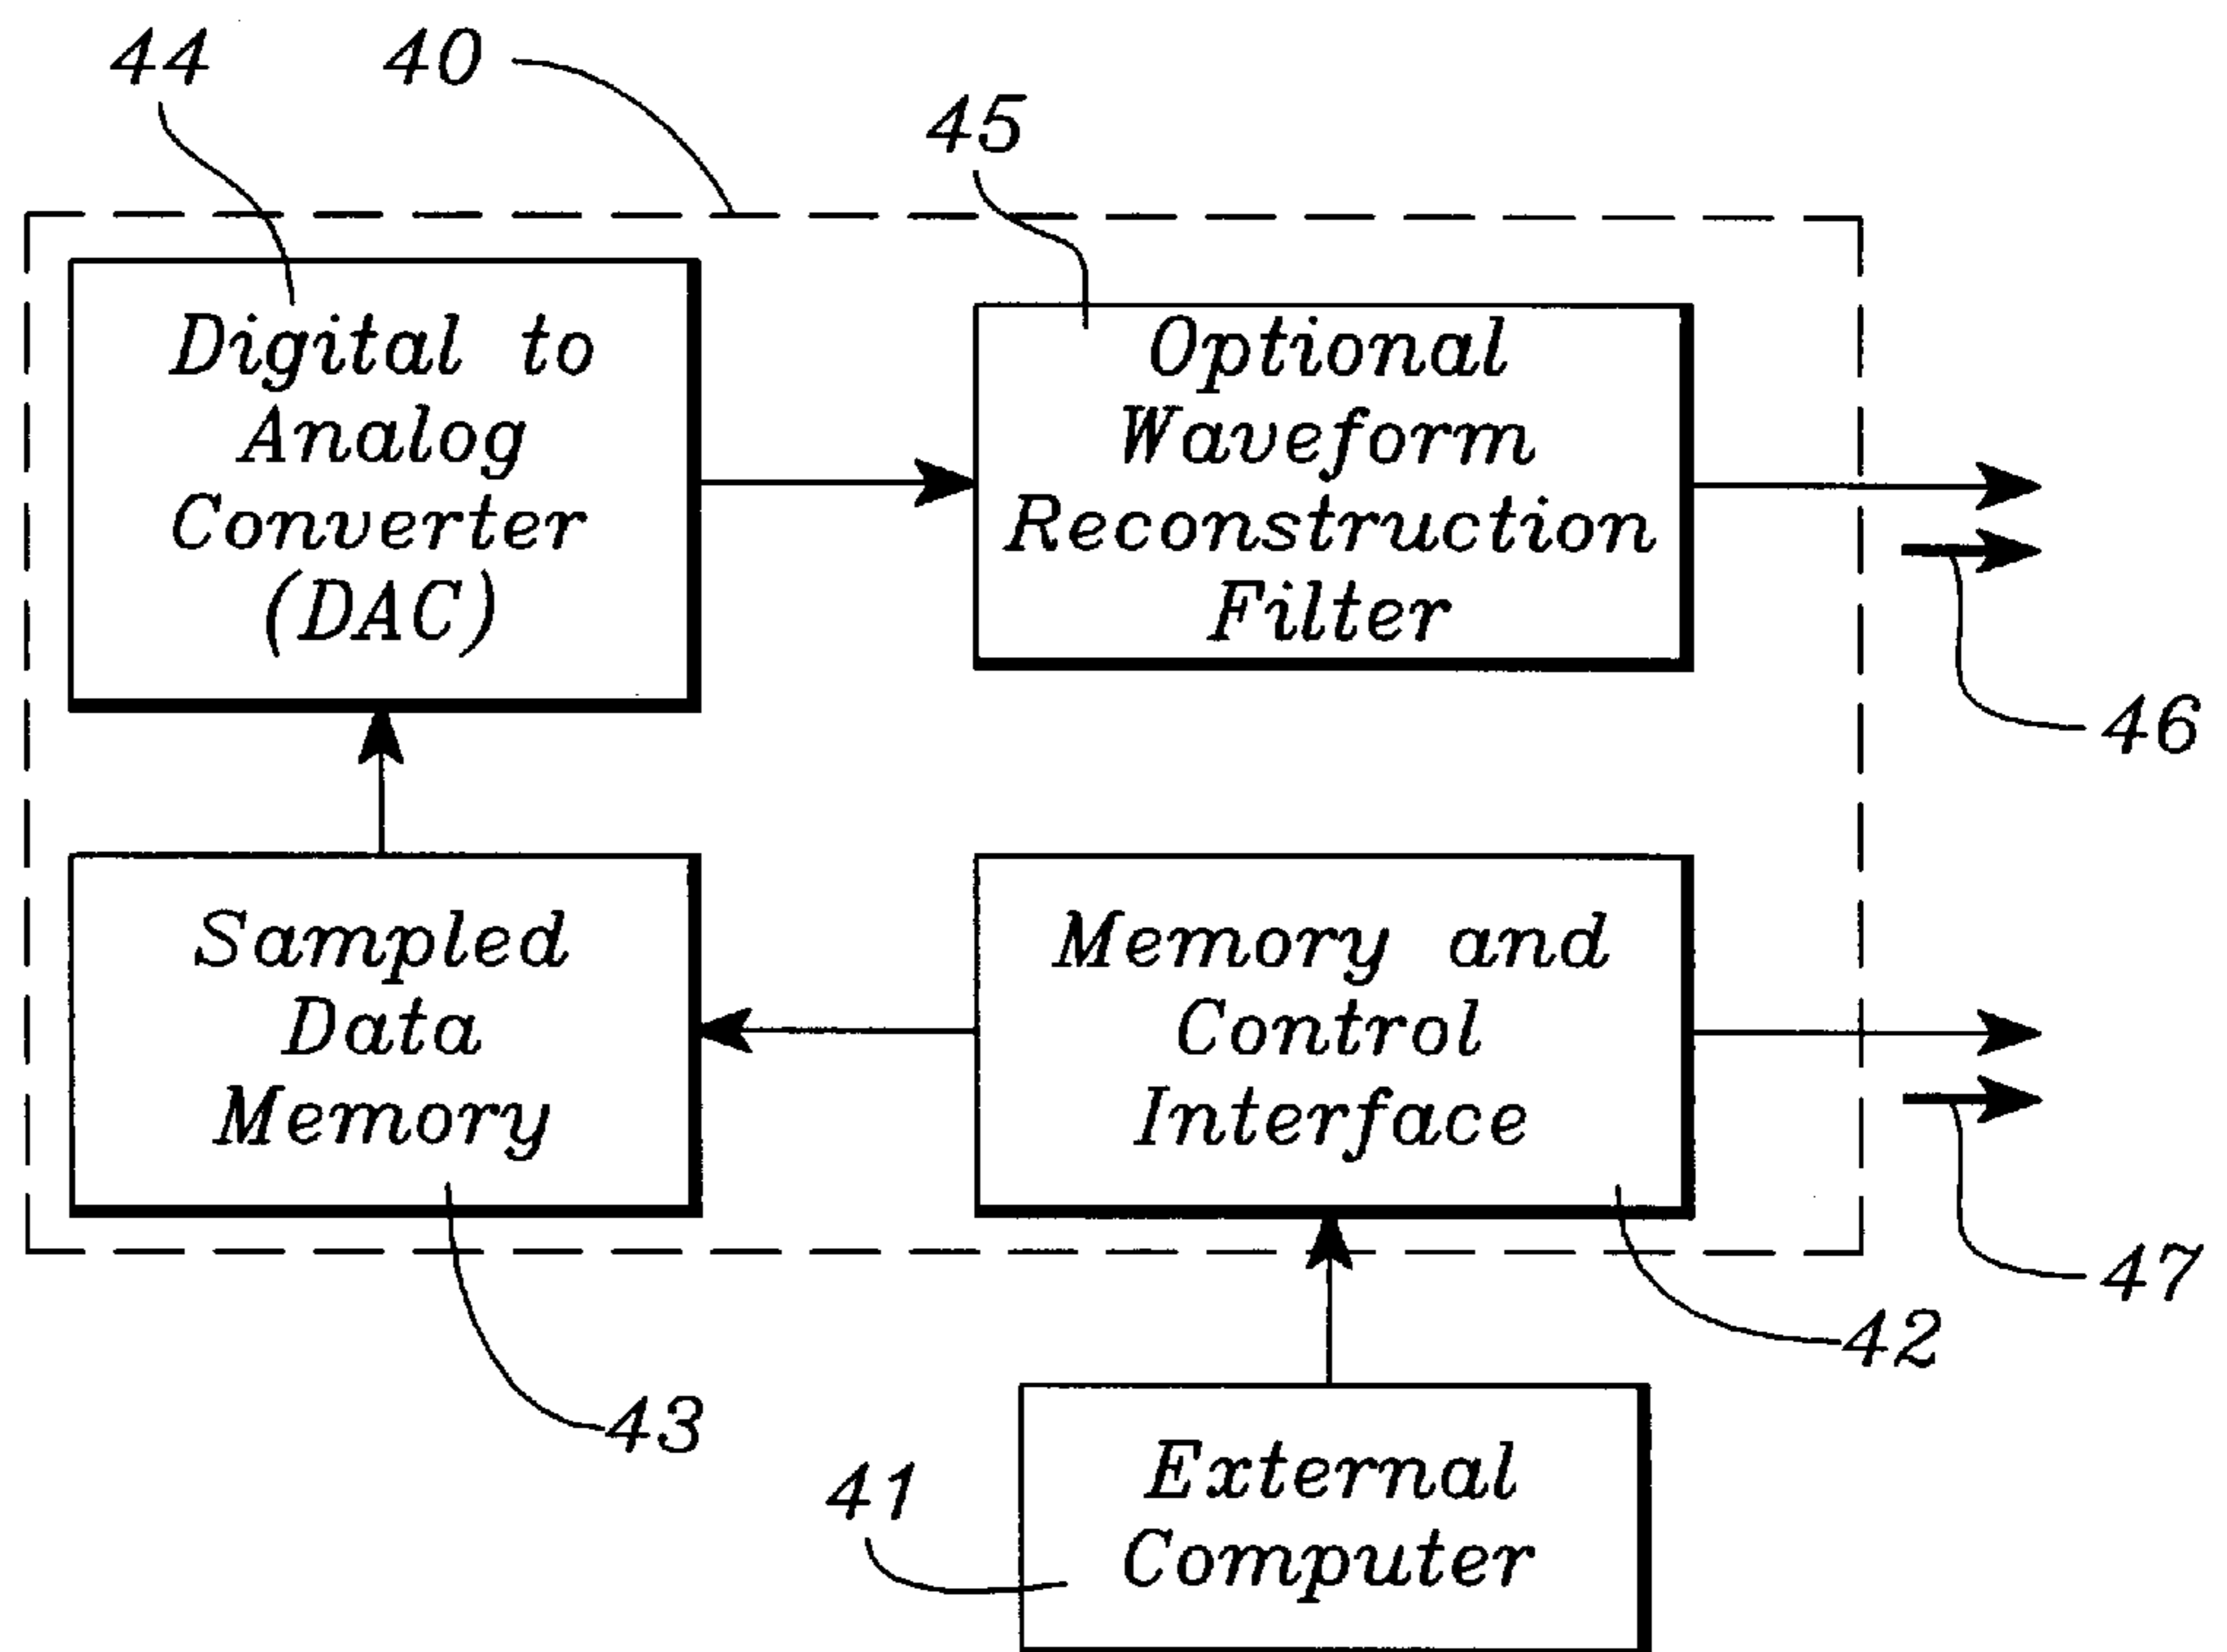 44
40
45
Digital to
Analog
Converter
(DAC)
Optional
Waveform
Reconstruction
Filter
46
Sampled
Data
Memory
Memory and
Control
Interface
47
42
43
41
External
Computer